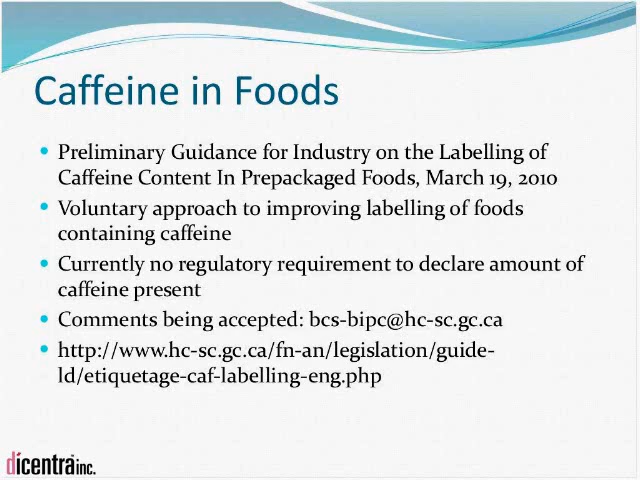 Caffeine in Foods
• Preliminary Guidance for Industry on the Labelling of
Caffeine Content In Prepackaged Foods, March 19, 2010
• Voluntary approach to improving labelling of foods
containing caffeine
• Currently no regulatory requirement to declare amount of
caffeine present
• Comments being accepted: bcs-bipc@hc-sc.gc.ca
• http://www.hc-sc.gc.ca/fn-an/legislation/guide-
ld/etiquetage-caf-labelling-eng.php
dicentra inc.